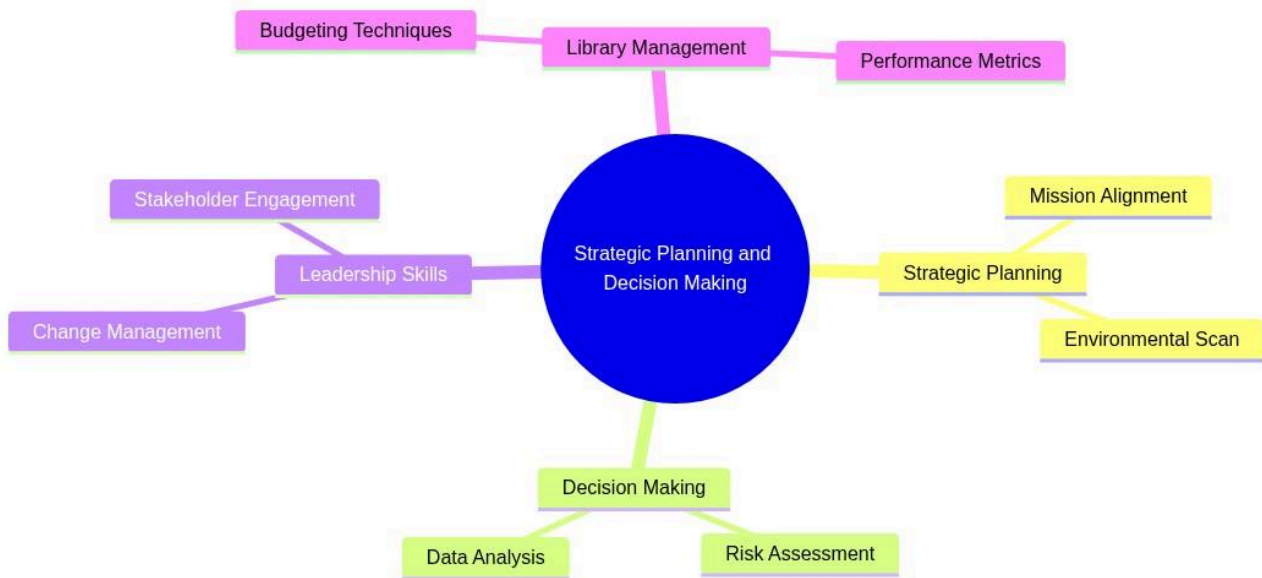 Budgeting Techniques
Library Management
Performance Metrics
Stakeholder Engagement
Leadership Skills
Change Management
Strategic Planning and
Decision Making
Mission Alignment
Strategic Planning
Environmental Scan
Decision Making
Data Analysis
Risk Assessment